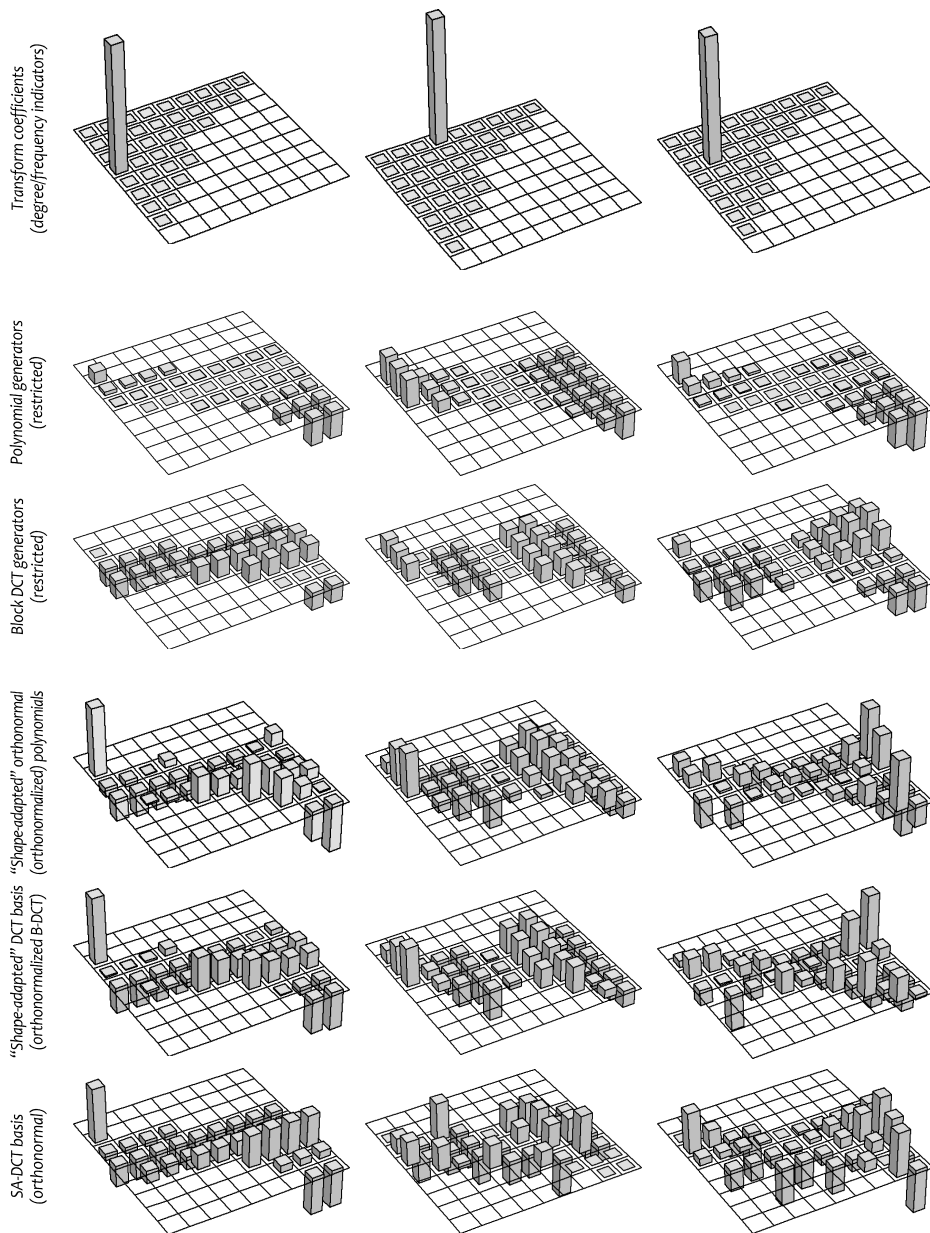 Transform coefficients
(degree/frequency indicators)
Polynomial generators
(restricted)
Block DCT generators
(restricted)
“Shape-adapted” orthonormal
(orthonormalized) polynomials
“Shape-adapted” DCT basis
(orthonormalized B-DCT)
SA-DCT basis
(orthonormal)